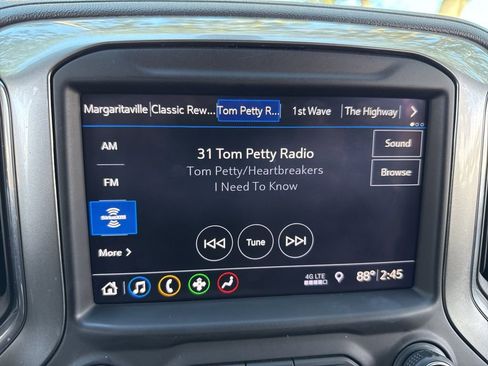 Margaritaville Classic Rew... Tom Petty R... 1st Wave The Highway
AM
31 Tom Petty Radio
Sound
Tom Petty/Heartbreakers
FM
Browse
I Need To Know
SIRIUSXM
Tune
More
4G LTE
88° 2:45